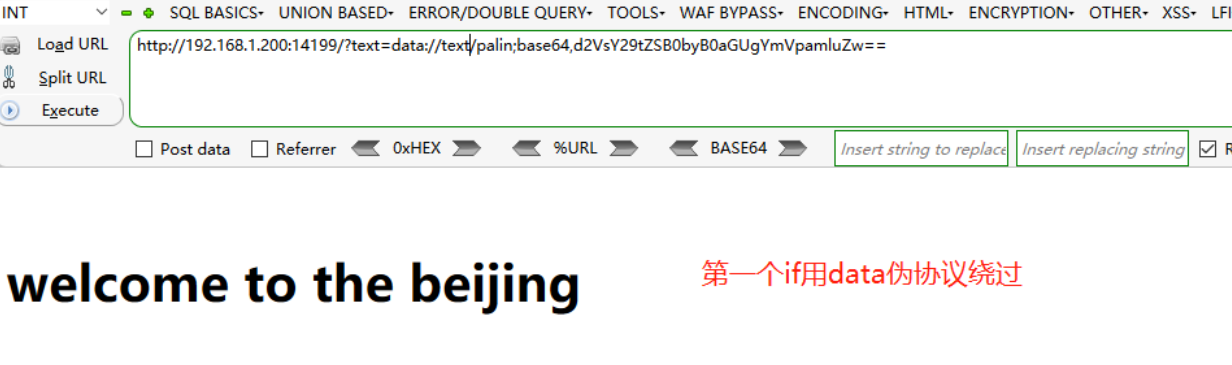 INT SQL BASICS▾ UNION BASED▾ ERROR/DOUBLE QUERY▾ TOOLS▾ WAF BYPASS▾ ENCODING▾ HTML▾ ENCRYPTION▾ OTHER▾ XSS▾ LFI
Load URL http://192.168.1.200:14199/?text=data://text/palin;base64,d2VsY29tZSB0byB0aGUgYmVpamluZw==
Split URL
Execute
Post data Referrer 0xHEX %URL BASE64 Insert string to replace Insert replacing string R
welcome to the beijing 第一个if用data伪协议绕过